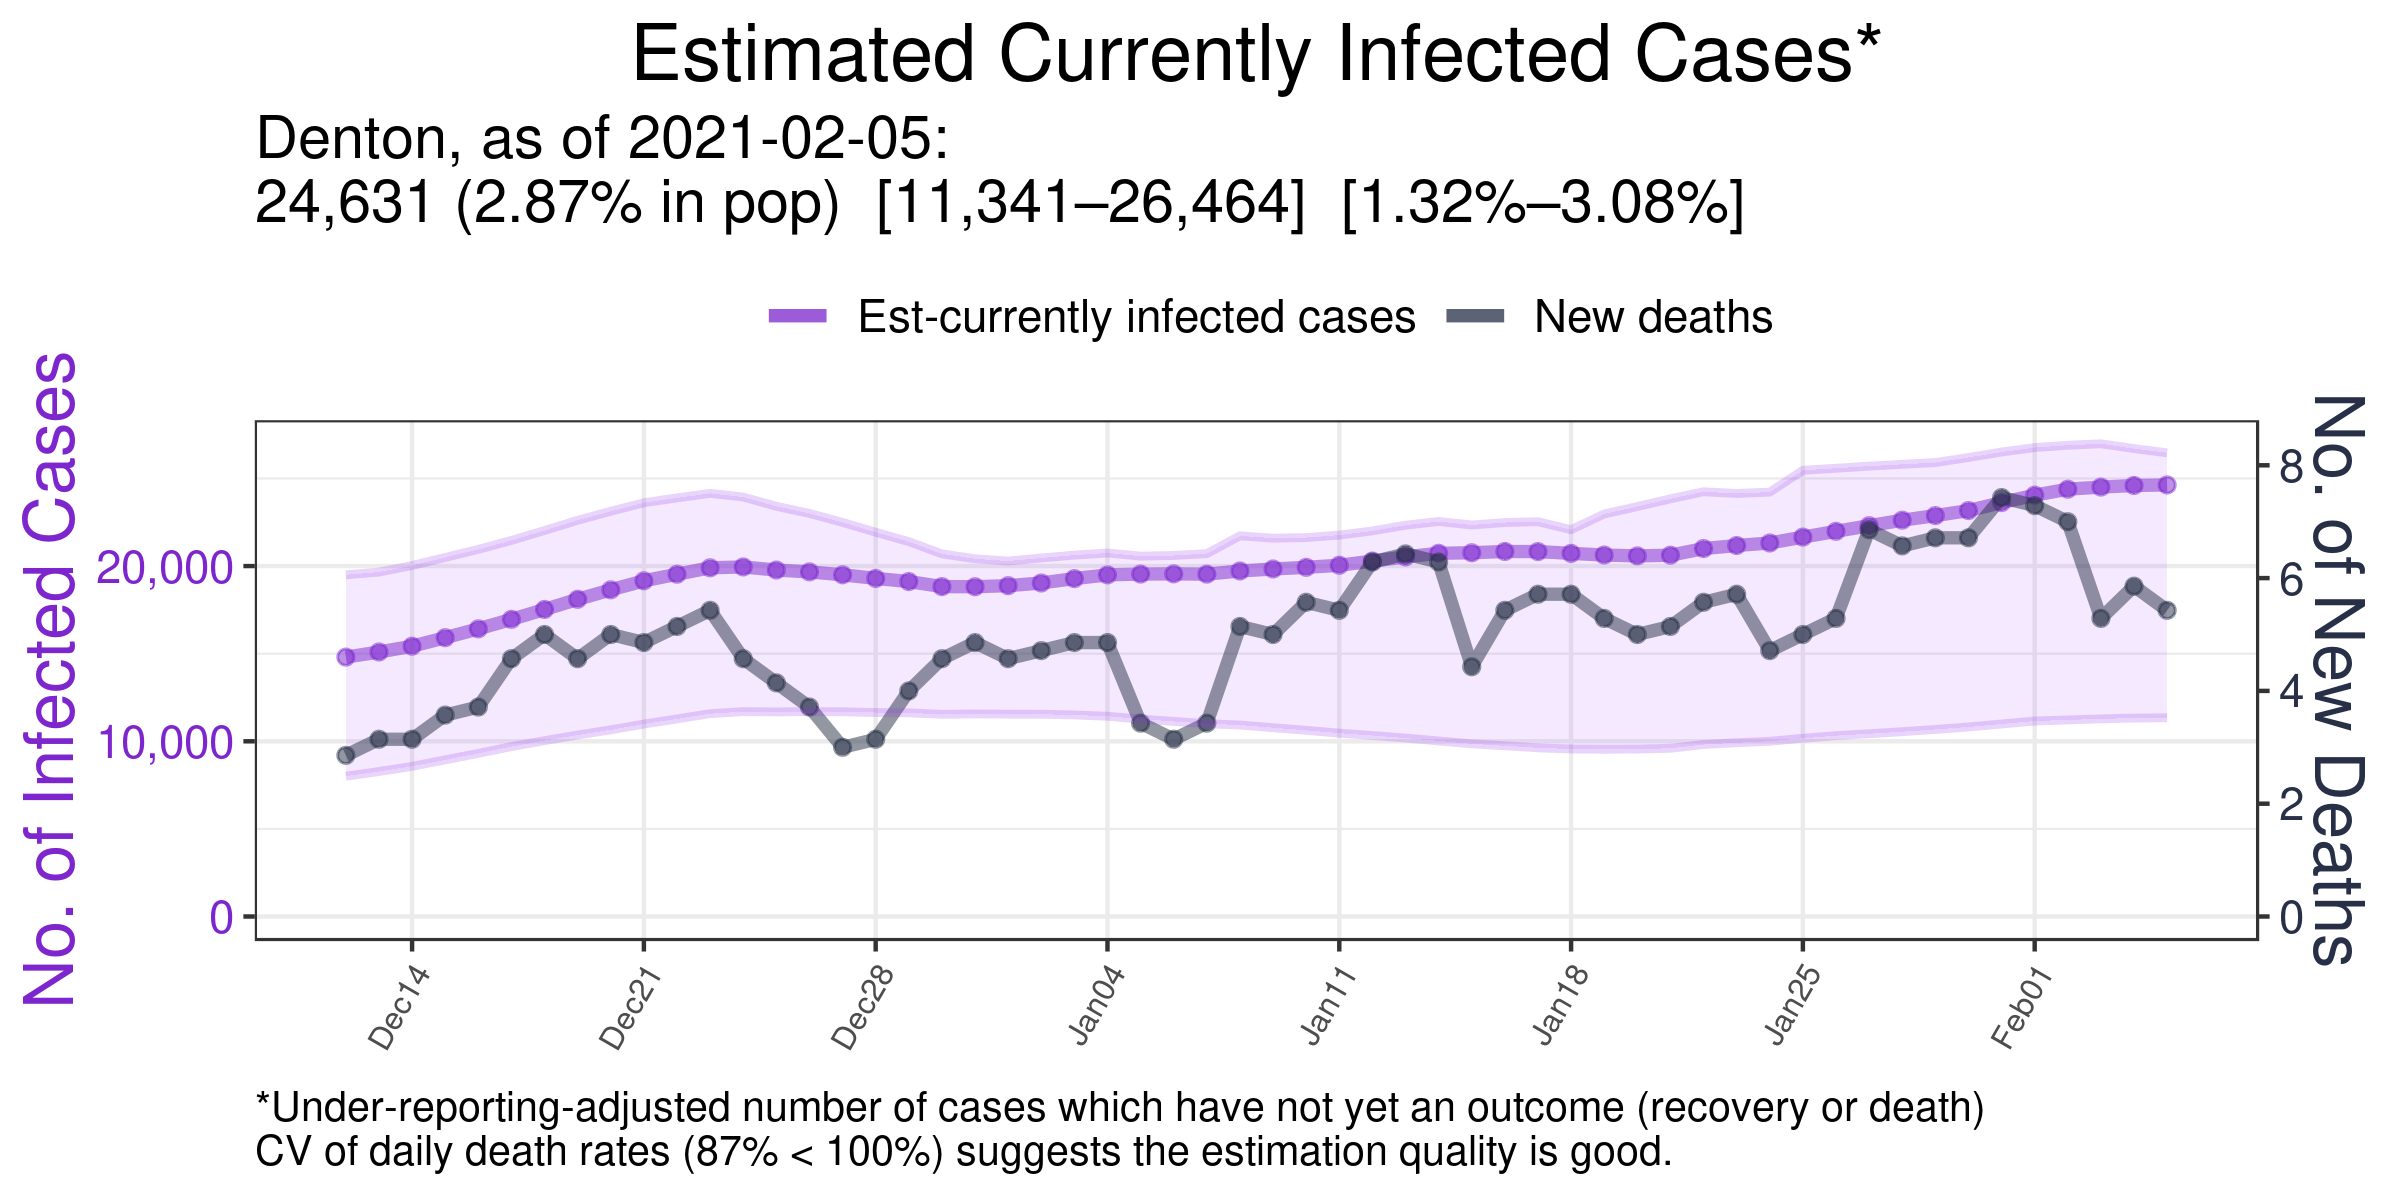 Estimated Currently Infected Cases*
Denton, as of 2021-02-05:
24,631 (2.87% in pop)  [11,341–26,464]  [1.32%–3.08%]
Est-currently infected cases
New deaths
No. of Infected Cases
20,000
10,000
0
No. of New Deaths
8
6
4
2
0
Dec14
Dec21
Dec28
Jan04
Jan11
Jan18
Jan25
Feb01
*Under-reporting-adjusted number of cases which have not yet an outcome (recovery or death)
CV of daily death rates (87% < 100%) suggests the estimation quality is good.